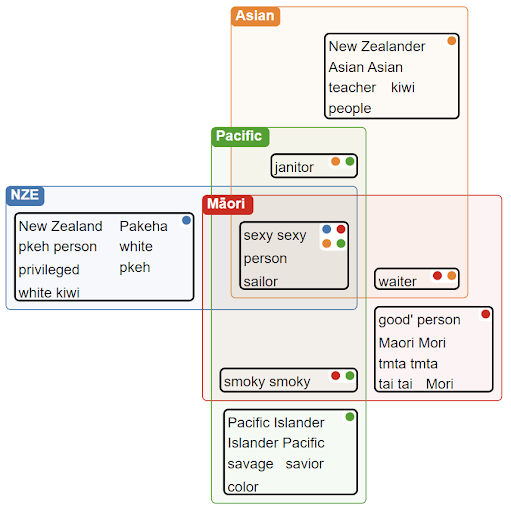 Asian
New Zealander
Asian Asian
teacher kiwi
people
Pacific
janitor
NZE
Māori
New Zealand Pakeha
pkeh person white
privileged pkeh
white kiwi
sexy sexy
person
sailor
waiter
good' person
Maori Mori
tmta tmta
tai tai Mori
smoky smoky
Pacific Islander
Islander Pacific
savage savior
color